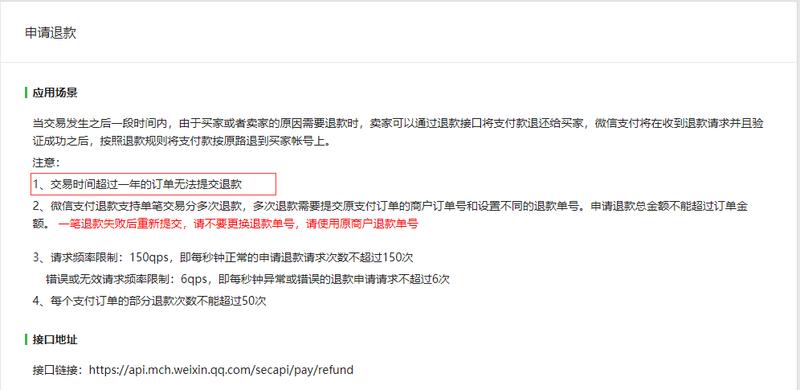 申请退款
应用场景
当交易发生之后一段时间内，由于买家或者卖家的原因需要退款时，卖家可以通过退款接口将支付款退还给买家，微信支付将在收到退款请求并且验
证成功之后，按照退款规则将支付款按原路退到买家帐号上。
注意：
1、交易时间超过一年的订单无法提交退款
2、微信支付退款支持单笔交易分多次退款，多次退款需要提交原支付订单的商户订单号和设置不同的退款单号。申请退款总金额不能超过订单金
额。 一笔退款失败后重新提交，请不要更换退款单号，请使用原商户退款单号
3、请求频率限制：150qps，即每秒钟正常的申请退款请求次数不超过150次
错误或无效请求频率限制：6qps，即每秒钟异常或错误的退款申请请求不超过6次
4、每个支付订单的部分退款次数不能超过50次
接口地址
接口链接：https://api.mch.weixin.qq.com/secapi/pay/refund